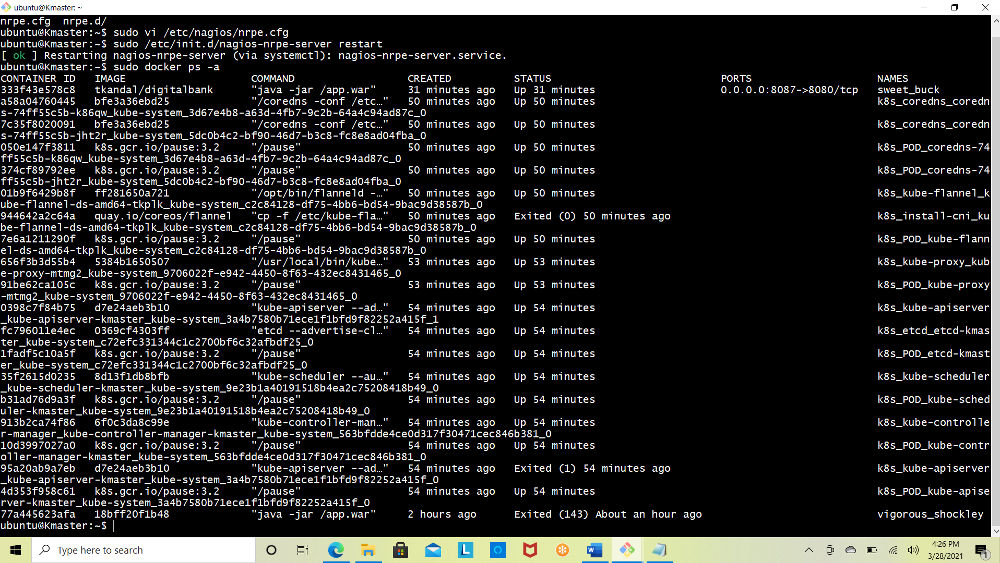 ubuntu@Kmaster: ~
nrpe.cfg  nrpe.d/
ubuntu@Kmaster:~$ sudo vi /etc/nagios/nrpe.cfg
ubuntu@Kmaster:~$ sudo /etc/init.d/nagios-nrpe-server restart
[ ok ] Restarting nagios-nrpe-server (via systemctl): nagios-nrpe-server.service.
ubuntu@Kmaster:~$ sudo docker ps -a
CONTAINER ID   IMAGE                    COMMAND                  CREATED          STATUS                           PORTS                    NAMES
333f43e578c8   tkandal/digitalbank      "java -jar /app.war"     31 minutes ago   Up 31 minutes                    0.0.0.0:8087->8080/tcp   sweet_buck
a58a04760445   bfe3a36ebd25             "/coredns -conf /etc…"   50 minutes ago   Up 50 minutes                                             k8s_coredns_coredn
s-74ff55c5b-k86qw_kube-system_3d67e4b8-a63d-4fb7-9c2b-64a4c94ad87c_0
7c35f8020091   bfe3a36ebd25             "/coredns -conf /etc…"   50 minutes ago   Up 50 minutes                                             k8s_coredns_coredn
s-74ff55c5b-jht2r_kube-system_5dc0b4c2-bf90-46d7-b3c8-fc8e8ad04fba_0
050e147f3811   k8s.gcr.io/pause:3.2     "/pause"                 50 minutes ago   Up 50 minutes                                             k8s_POD_coredns-74
ff55c5b-k86qw_kube-system_3d67e4b8-a63d-4fb7-9c2b-64a4c94ad87c_0
374cf89792ee   k8s.gcr.io/pause:3.2     "/pause"                 50 minutes ago   Up 50 minutes                                             k8s_POD_coredns-74
ff55c5b-jht2r_kube-system_5dc0b4c2-bf90-46d7-b3c8-fc8e8ad04fba_0
01b9f6429b8f   ff281650a721             "/opt/bin/flanneld -…"   50 minutes ago   Up 50 minutes                                             k8s_kube-flannel_k
ube-flannel-ds-amd64-tkplk_kube-system_c2c84128-df75-4bb6-bd54-9bac9d38587b_0
944642a2c64a   quay.io/coreos/flannel   "cp -f /etc/kube-fla…"   50 minutes ago   Exited (0) 50 minutes ago                                 k8s_install-cni_ku
be-flannel-ds-amd64-tkplk_kube-system_c2c84128-df75-4bb6-bd54-9bac9d38587b_0
7e6a1211290f   k8s.gcr.io/pause:3.2     "/pause"                 50 minutes ago   Up 50 minutes                                             k8s_POD_kube-flann
el-ds-amd64-tkplk_kube-system_c2c84128-df75-4bb6-bd54-9bac9d38587b_0
656f3b3d55b4   5384b1650507             "/usr/local/bin/kube…"   53 minutes ago   Up 53 minutes                                             k8s_kube-proxy_kub
e-proxy-mtmg2_kube-system_9706022f-e942-4450-8f63-432ec8431465_0
91be62ca105c   k8s.gcr.io/pause:3.2     "/pause"                 53 minutes ago   Up 53 minutes                                             k8s_POD_kube-proxy
-mtmg2_kube-system_9706022f-e942-4450-8f63-432ec8431465_0
0398c7f84b75   d7e24aeb3b10             "kube-apiserver --ad…"   54 minutes ago   Up 54 minutes                                             k8s_kube-apiserver
_kube-apiserver-kmaster_kube-system_3a4b7580b71ece1f1bfd9f82252a415f_1
fc796011e4ec   0369cf4303ff             "etcd --advertise-cl…"   54 minutes ago   Up 54 minutes                                             k8s_etcd_etcd-kmas
ter_kube-system_c72efc331344c1c2700bf6c32afbdf25_0
1fadf5c10a5f   k8s.gcr.io/pause:3.2     "/pause"                 54 minutes ago   Up 54 minutes                                             k8s_POD_etcd-kmast
er_kube-system_c72efc331344c1c2700bf6c32afbdf25_0
35f2615d0235   8d13f1db8bfb             "kube-scheduler --au…"   54 minutes ago   Up 54 minutes                                             k8s_kube-scheduler
_kube-scheduler-kmaster_kube-system_9e23b1a40191518b4ea2c75208418b49_0
b31ad76d9a3f   k8s.gcr.io/pause:3.2     "/pause"                 54 minutes ago   Up 54 minutes                                             k8s_POD_kube-sched
uler-kmaster_kube-system_9e23b1a40191518b4ea2c75208418b49_0
913b2ca74f86   6f0c3da8c99e             "kube-controller-man…"   54 minutes ago   Up 54 minutes                                             k8s_kube-controlle
r-manager_kube-controller-manager-kmaster_kube-system_563bfdde4ce0d317f30471cec846b381_0
10d3997027a0   k8s.gcr.io/pause:3.2     "/pause"                 54 minutes ago   Up 54 minutes                                             k8s_POD_kube-contr
oller-manager-kmaster_kube-system_563bfdde4ce0d317f30471cec846b381_0
95a20ab9a7eb   d7e24aeb3b10             "kube-apiserver --ad…"   54 minutes ago   Exited (1) 54 minutes ago                                 k8s_kube-apiserver
_kube-apiserver-kmaster_kube-system_3a4b7580b71ece1f1bfd9f82252a415f_0
4d353f958c61   k8s.gcr.io/pause:3.2     "/pause"                 54 minutes ago   Up 54 minutes                                             k8s_POD_kube-apise
rver-kmaster_kube-system_3a4b7580b71ece1f1bfd9f82252a415f_0
77a445623afa   18bff20f1b48             "java -jar /app.war"     2 hours ago      Exited (143) About an hour ago                            vigorous_shockley
ubuntu@Kmaster:~$
Type here to search
L
W
4:26 PM
3/28/2021
1